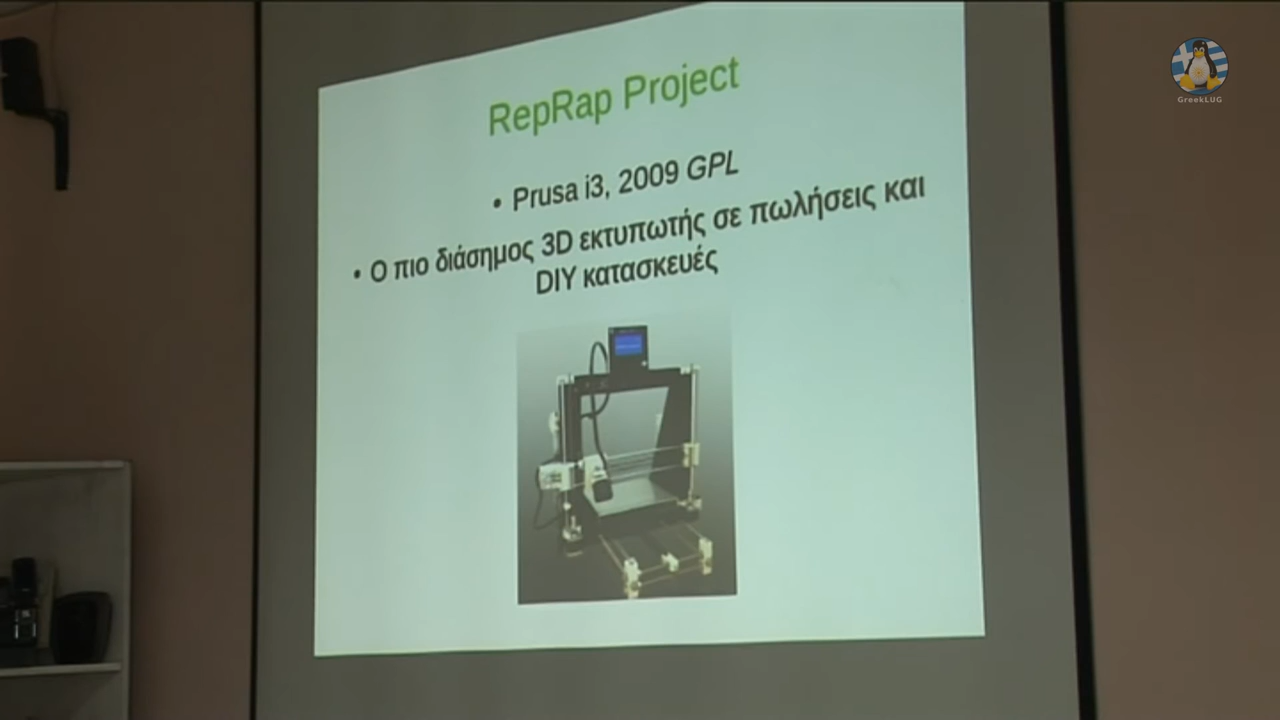 GreekLUG
RepRap Project
• Prusa i3, 2009 GPL
• Ο πιο διάσημος 3D εκτυπωτής σε πωλήσεις και
DIY κατασκευές